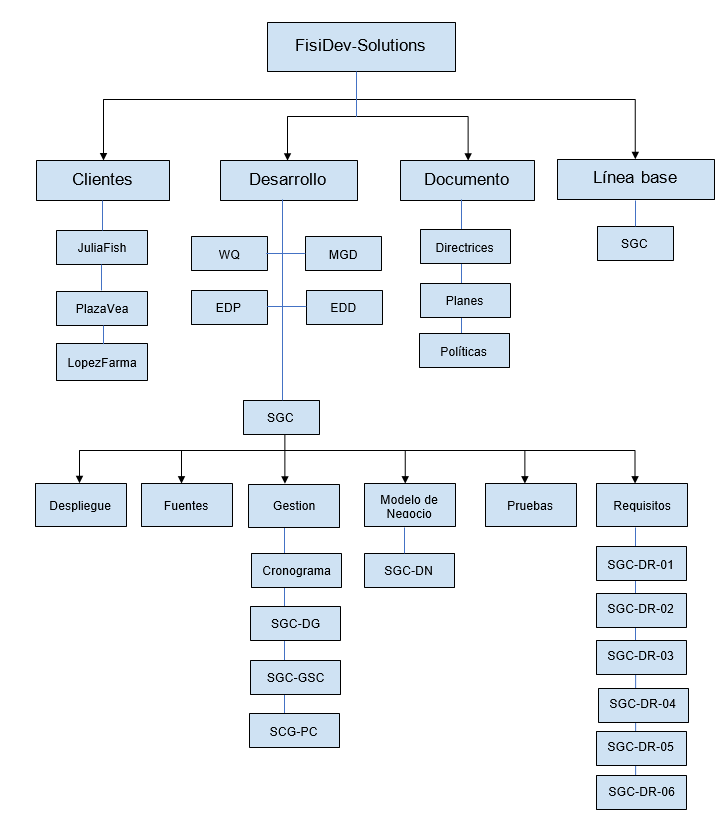 FisiDev-Solutions
Clientes
Desarrollo
Documento
Línea base
JuliaFish
PlazaVea
LopezFarma
WQ
MGD
EDP
EDD
Directrices
Planes
Políticas
SGC
SGC
Despliegue
Fuentes
Gestion
Modelo de
Negocio
Pruebas
Requisitos
Cronograma
SGC-DG
SGC-GSC
SCG-PC
SGC-DN
SGC-DR-01
SGC-DR-02
SGC-DR-03
SGC-DR-04
SGC-DR-05
SGC-DR-06